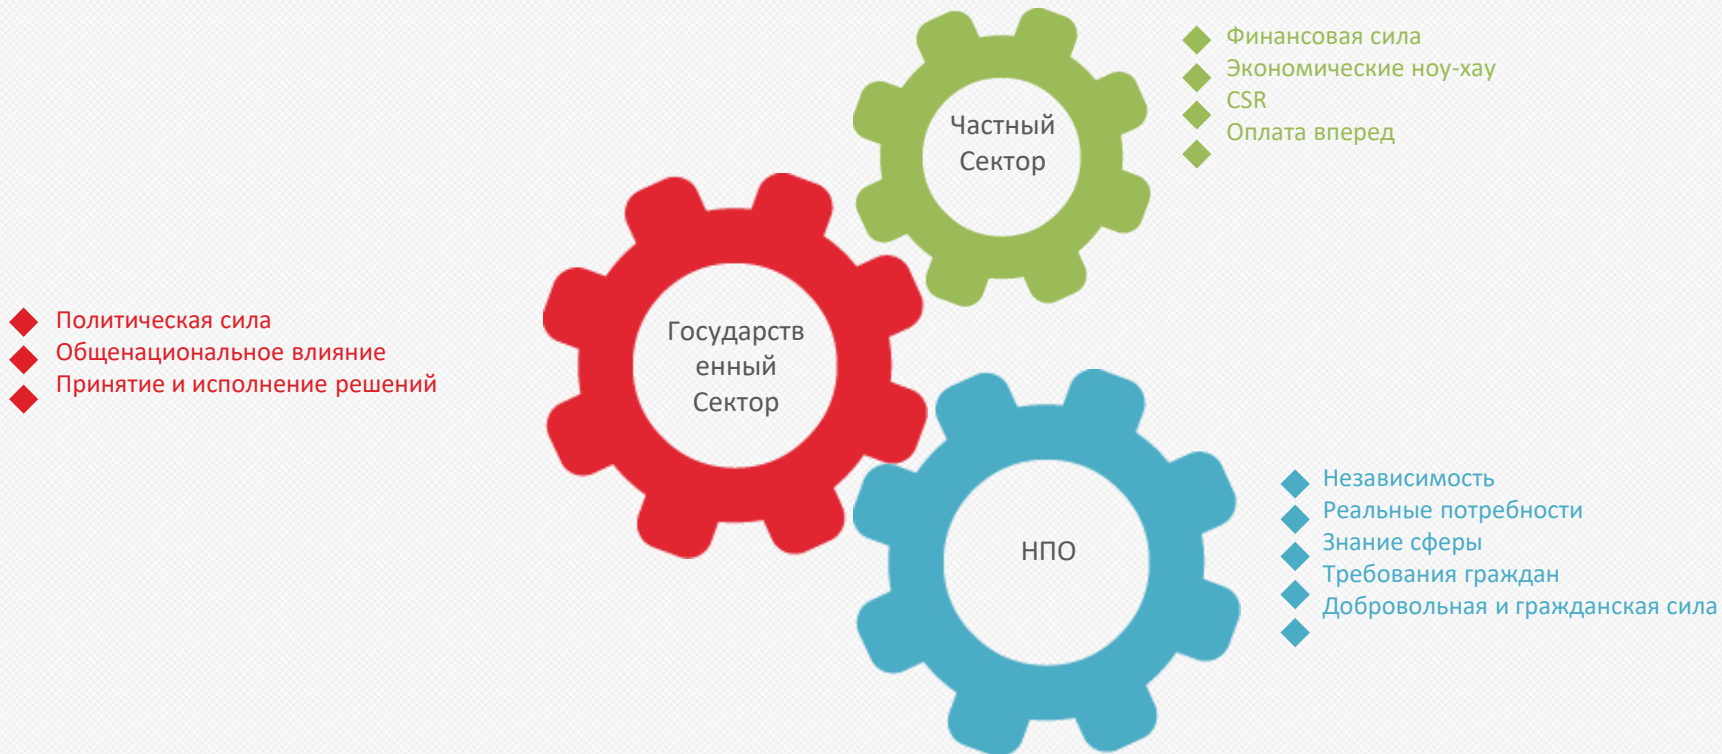 Финансовая сила
Экономические ноу-хау
CSR
Оплата вперед
Частный
Сектор
Государств
енный
Сектор
Политическая сила
Общенациональное влияние
Принятие и исполнение решений
НПО
Независимость
Реальные потребности
Знание сферы
Требования граждан
Добровольная и гражданская сила